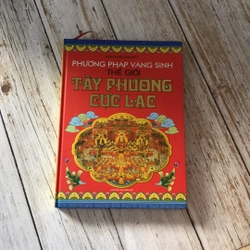 PHƯƠNG PHÁP VÃNG SINH
THẾ GIỚI
TÂY PHƯƠNG
CỰC LẠC